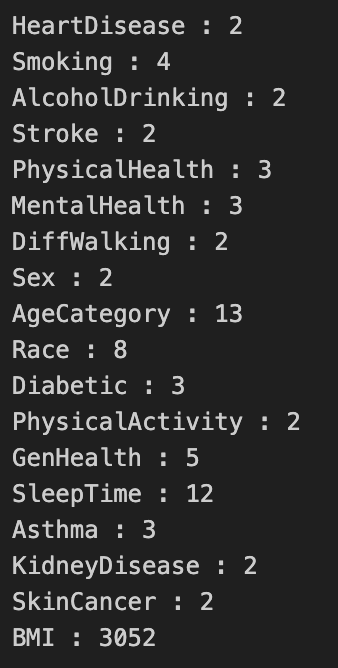 HeartDisease : 2
Smoking : 4
AlcoholDrinking : 2
Stroke : 2
PhysicalHealth : 3
MentalHealth : 3
DiffWalking : 2
Sex : 2
AgeCategory : 13
Race : 8
Diabetic : 3
PhysicalActivity : 2
GenHealth : 5
SleepTime : 12
Asthma : 3
KidneyDisease : 2
SkinCancer : 2
BMI : 3052